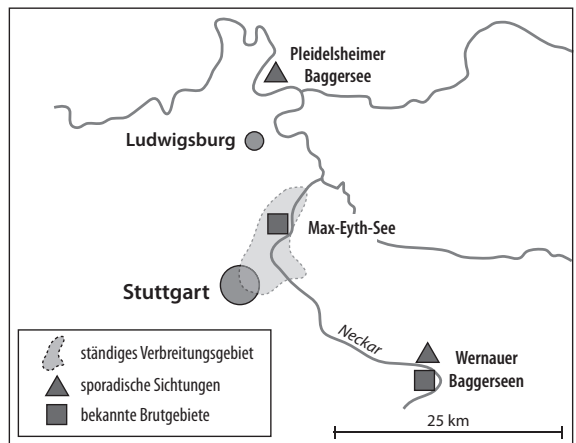 Pleidelsheimer
Baggersee
Ludwigsburg
Max-Eyth-See
Stuttgart
Neckar
Wernauer
Baggerseen
ständiges Verbreitungsgebiet
sporadische Sichtungen
bekannte Brutgebiete
25 km